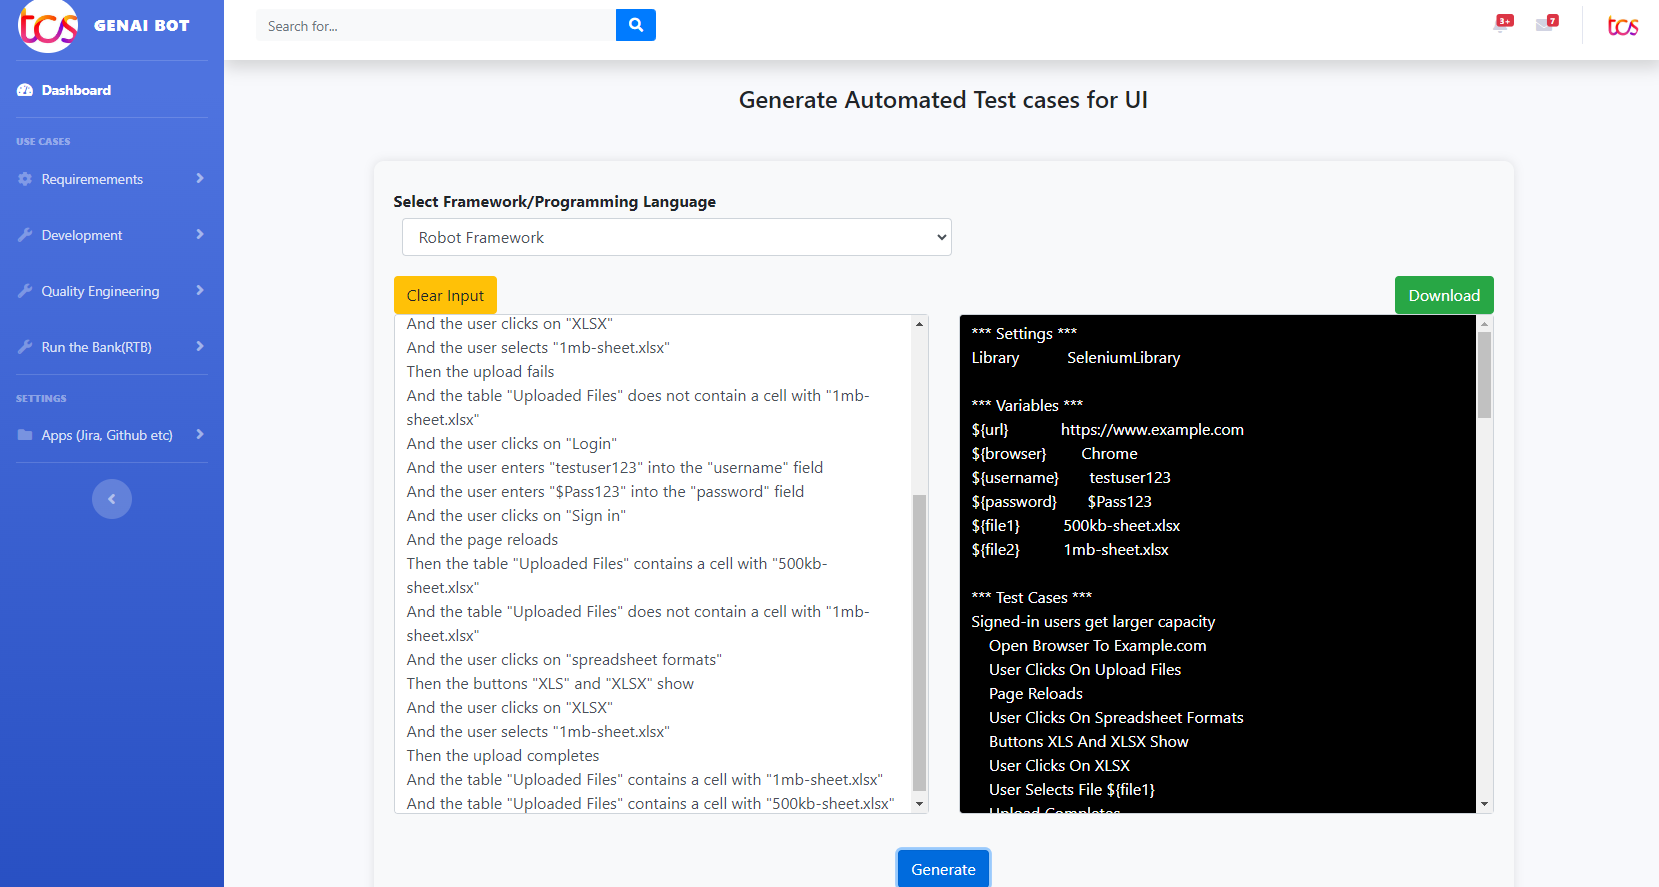 tcs GENAI BOT
Search for...
3+
7
tcs
Dashboard
USE CASES
Requiremements
Development
Quality Engineering
Run the Bank(RTB)
SETTINGS
Apps (Jira, Github etc)
Generate Automated Test cases for UI
Select Framework/Programming Language
Robot Framework
Clear Input
Download
And the user clicks on "XLSX"
And the user selects "1mb-sheet.xlsx"
Then the upload fails
And the table "Uploaded Files" does not contain a cell with "1mb-
sheet.xlsx"
And the user clicks on "Login"
And the user enters "testuser123" into the "username" field
And the user enters "$Pass123" into the "password" field
And the user clicks on "Sign in"
And the page reloads
Then the table "Uploaded Files" contains a cell with "500kb-
sheet.xlsx"
And the table "Uploaded Files" does not contain a cell with "1mb-
sheet.xlsx"
And the user clicks on "spreadsheet formats"
Then the buttons "XLS" and "XLSX" show
And the user clicks on "XLSX"
And the user selects "1mb-sheet.xlsx"
Then the upload completes
And the table "Uploaded Files" contains a cell with "1mb-sheet.xlsx"
And the table "Uploaded Files" contains a cell with "500kb-sheet.xlsx"
*** Settings ***
Library SeleniumLibrary
*** Variables ***
${url} https://www.example.com
${browser} Chrome
${username} testuser123
${password} $Pass123
${file1} 500kb-sheet.xlsx
${file2} 1mb-sheet.xlsx
*** Test Cases ***
Signed-in users get larger capacity
Open Browser To Example.com
User Clicks On Upload Files
Page Reloads
User Clicks On Spreadsheet Formats
Buttons XLS And XLSX Show
User Clicks On XLSX
User Selects File ${file1}
Upload Completes
Generate